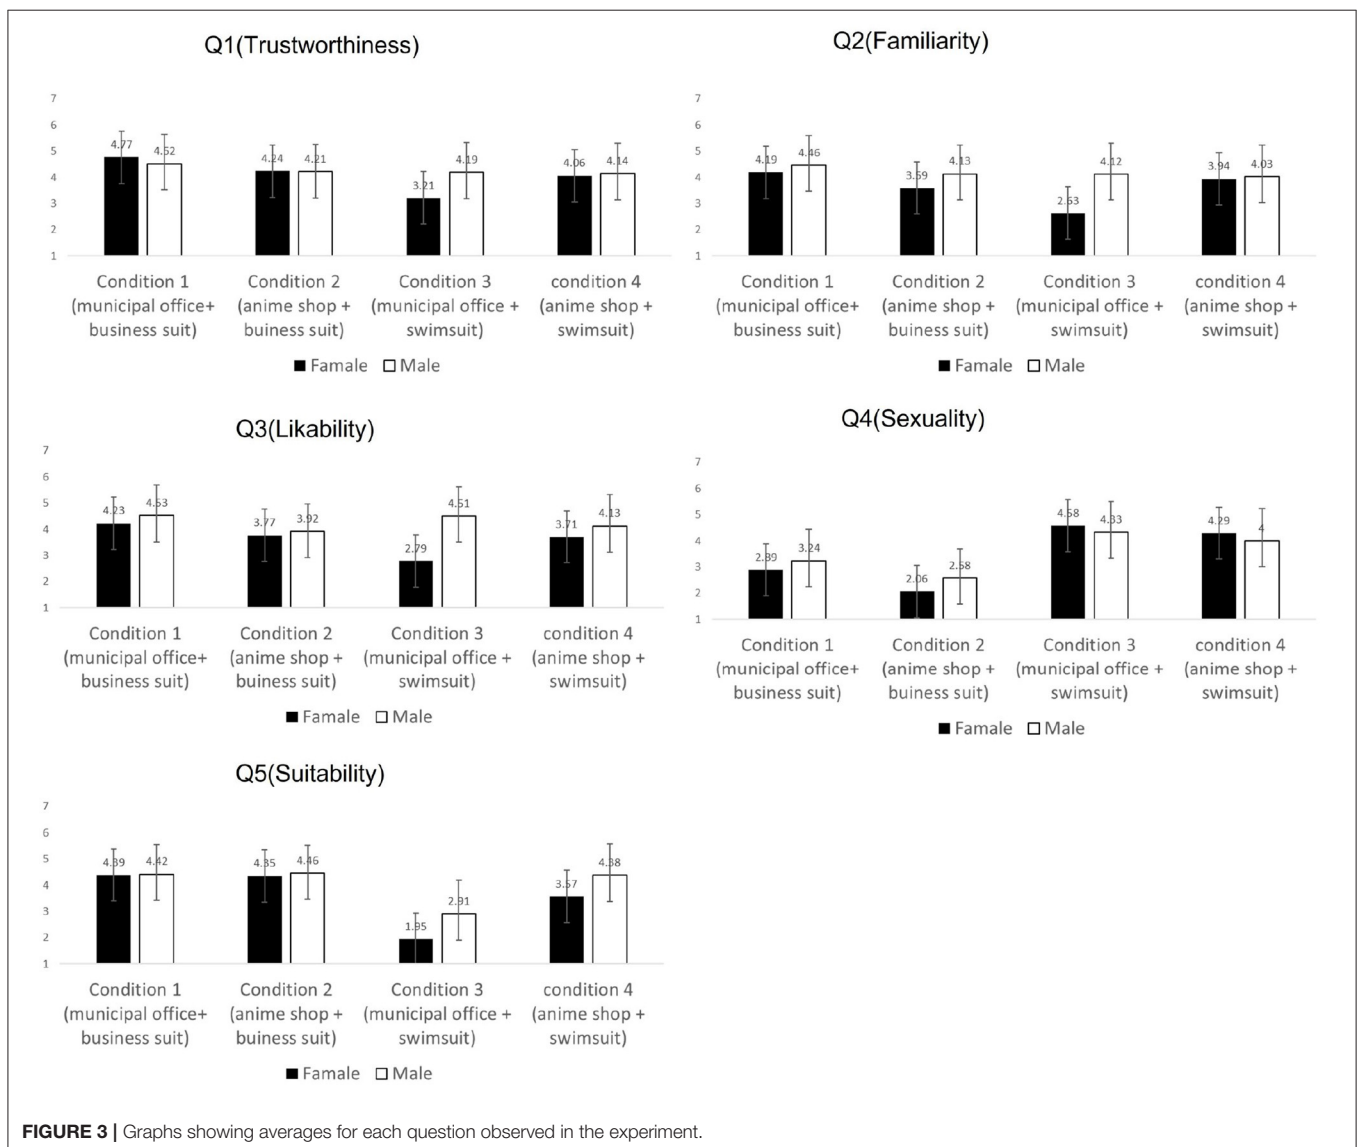 Q1(Trustworthiness)
7
6
5
4
3
2
1
4.77
4.52
4.24
4.21
3.21
4.19
4.06
4.14
Condition 1 Condition 2 Condition 3 condition 4
(municipal office+ (anime shop + (municipal office + (anime shop +
business suit) buiness suit) swimsuit) swimsuit)
Famale Male
Q2(Familiarity)
7
6
5
4
3
2
1
4.19
4.46
3.59
4.13
2.63
4.12
3.94
4.03
Condition 1 Condition 2 Condition 3 condition 4
(municipal office+ (anime shop + (municipal office + (anime shop +
business suit) buiness suit) swimsuit) swimsuit)
Famale Male
Q3(Likability)
7
6
5
4
3
2
1
4.23
4.53
3.77
3.92
2.79
4.51
3.71
4.13
Condition 1 Condition 2 Condition 3 condition 4
(municipal office+ (anime shop + (municipal office + (anime shop +
business suit) buiness suit) swimsuit) swimsuit)
Famale Male
Q4(Sexuality)
7
6
5
4
3
2
1
2.89
3.24
2.06
2.58
4.58
4.33
4.29
4
Condition 1 Condition 2 Condition 3 condition 4
(municipal office+ (anime shop + (municipal office + (anime shop +
business suit) buiness suit) swimsuit) swimsuit)
Famale Male
Q5(Suitability)
7
6
5
4
3
2
1
4.39
4.42
4.35
4.46
1.95
2.91
3.57
4.38
Condition 1 Condition 2 Condition 3 condition 4
(municipal office+ (anime shop + (municipal office + (anime shop +
business suit) buiness suit) swimsuit) swimsuit)
Famale Male
FIGURE 3 | Graphs showing averages for each question observed in the experiment.